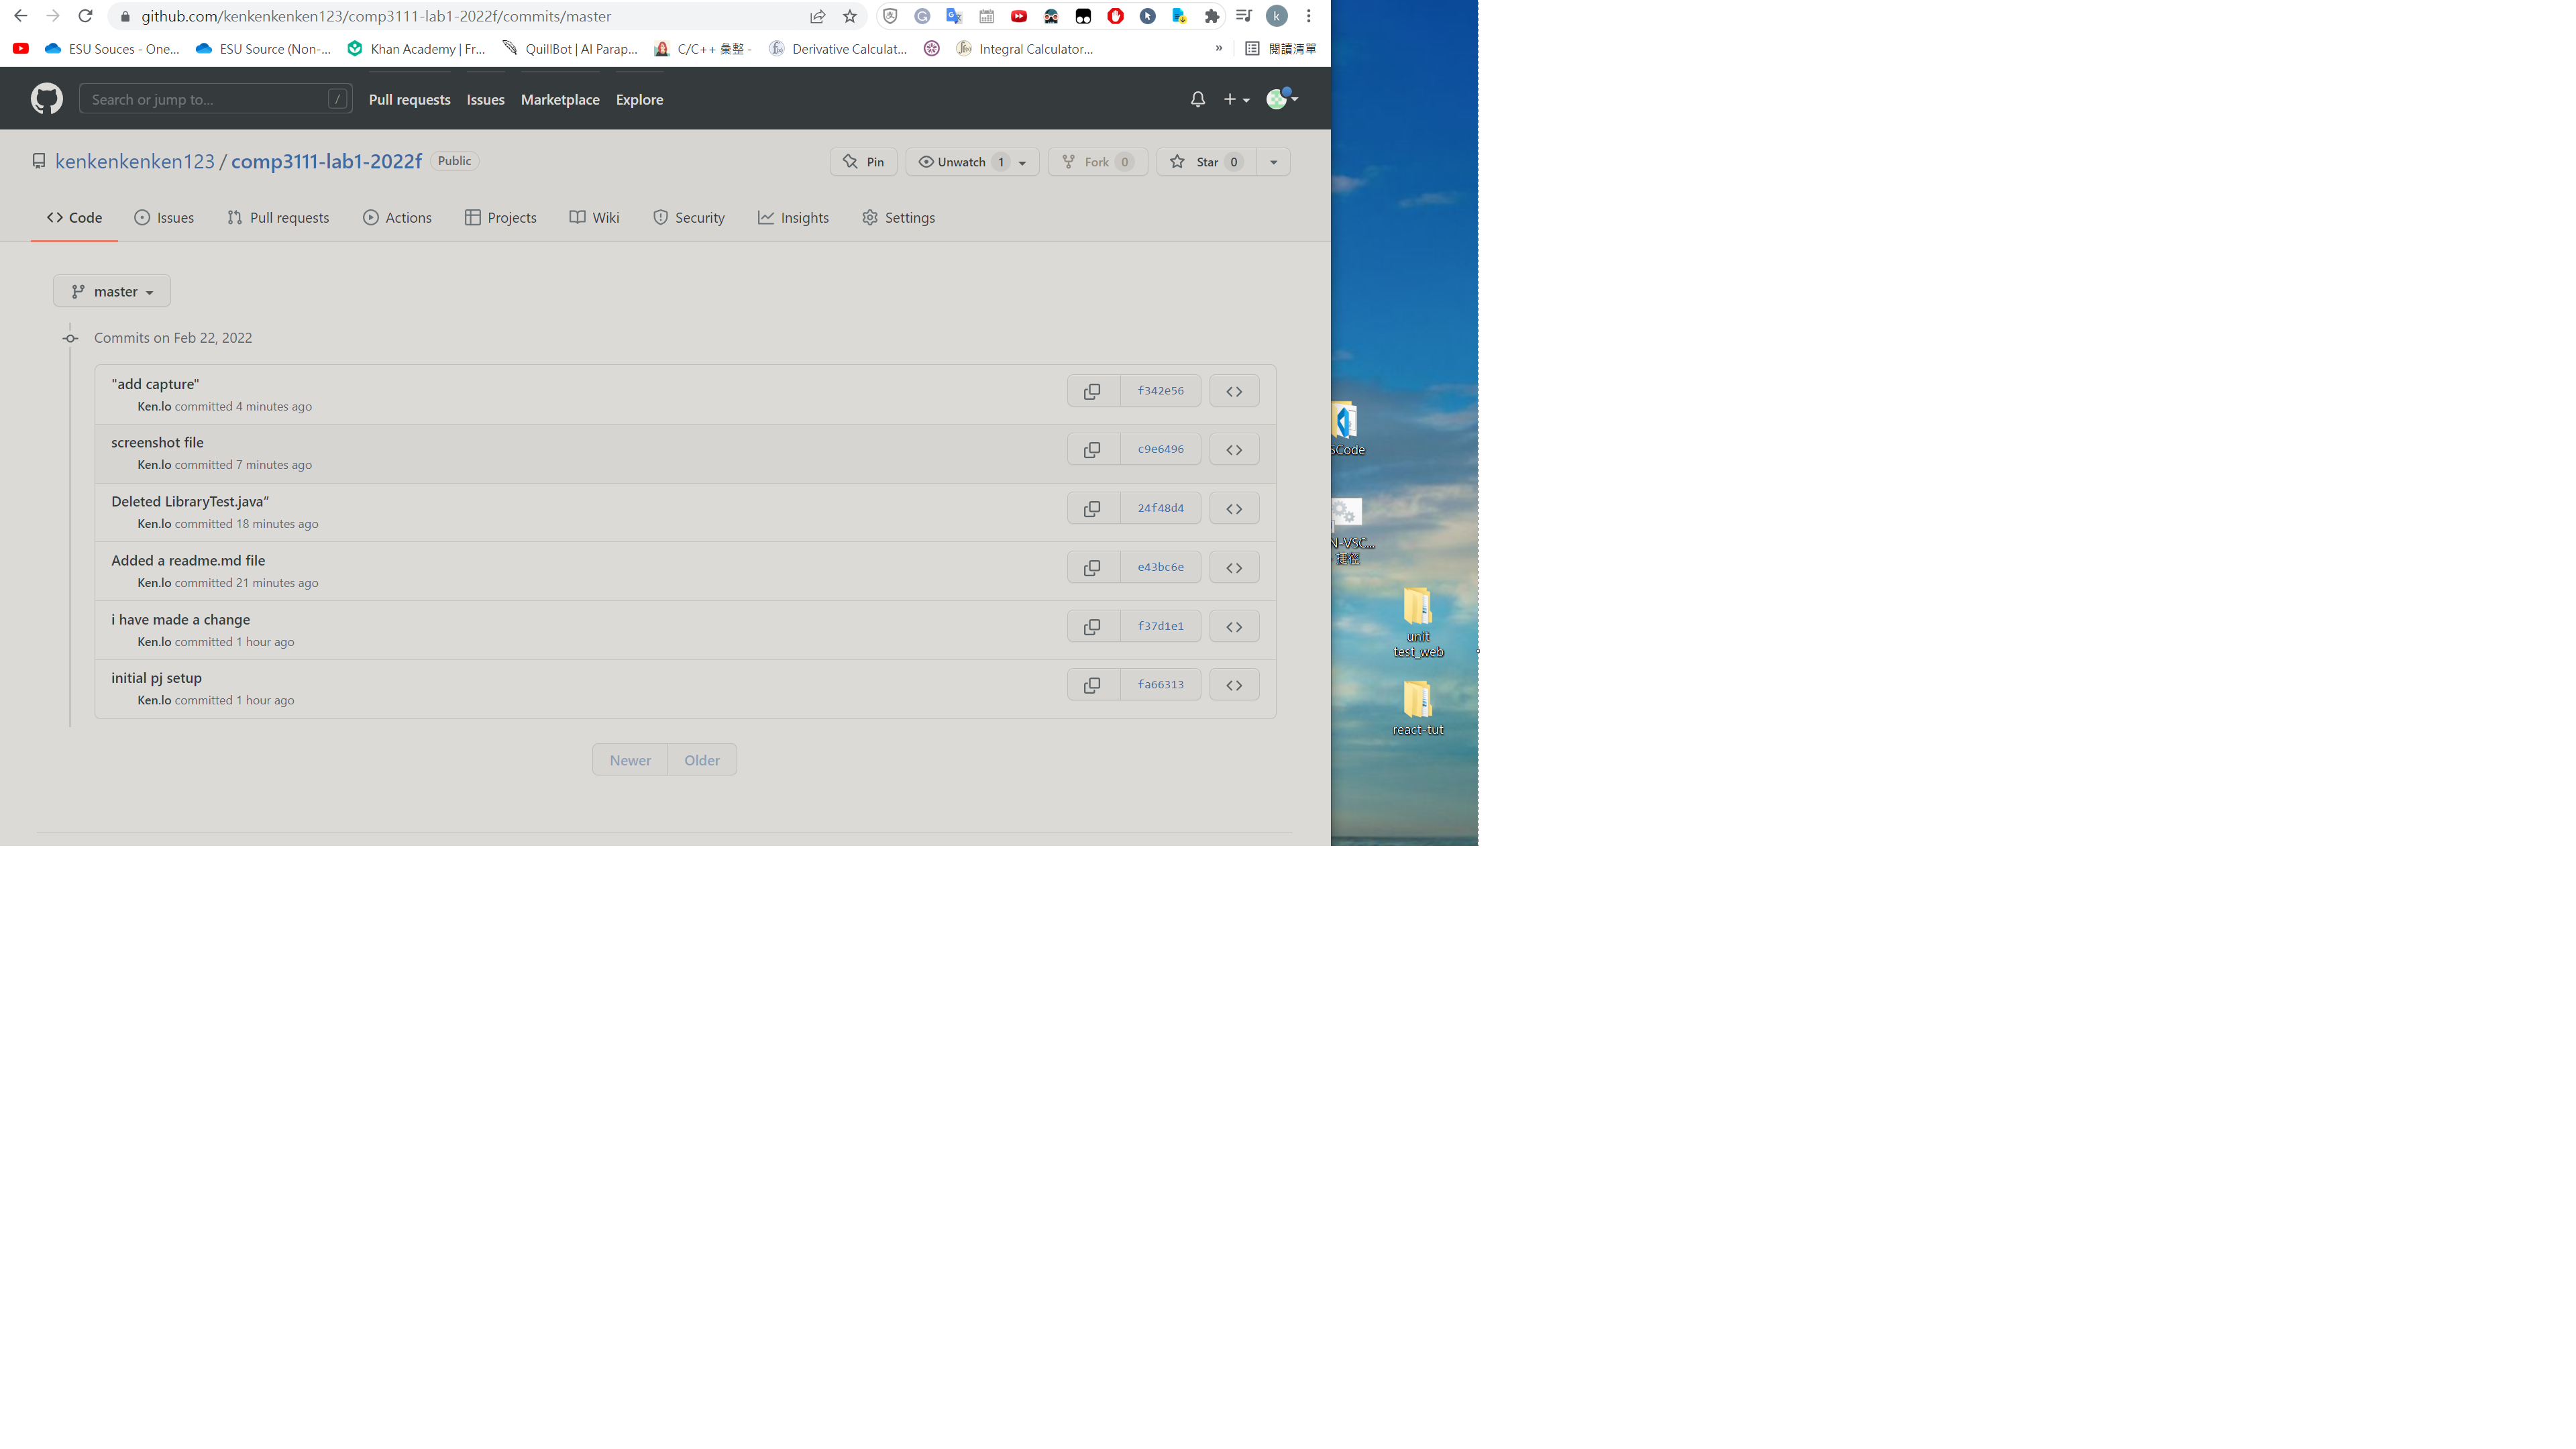 github.com/kenkenkenken123/comp3111-lab1-2022f/commits/master
k
ESU Souces - One...
ESU Source (Non-...
Khan Academy | Fr...
QuillBot | AI Parap...
C/C++ 彙整 -
Derivative Calculat...
Integral Calculator...
»
閱讀清單
Search or jump to...
/
Pull requests
Issues
Marketplace
Explore
kenkenkenken123 / comp3111-lab1-2022f
Public
Pin
Unwatch 1
Fork 0
Star 0
Code
Issues
Pull requests
Actions
Projects
Wiki
Security
Insights
Settings
master
Commits on Feb 22, 2022
"add capture“
Ken.lo committed 4 minutes ago
f342e56
screenshot file
Ken.lo committed 7 minutes ago
c9e6496
Deleted LibraryTest.java“
Ken.lo committed 18 minutes ago
24f48d4
Added a readme.md file
Ken.lo committed 21 minutes ago
e43bc6e
i have made a change
Ken.lo committed 1 hour ago
f37d1e1
initial pj setup
Ken.lo committed 1 hour ago
fa66313
Newer
Older
SCode
N-VSC...
捷徑
unit
test_web
react-tut